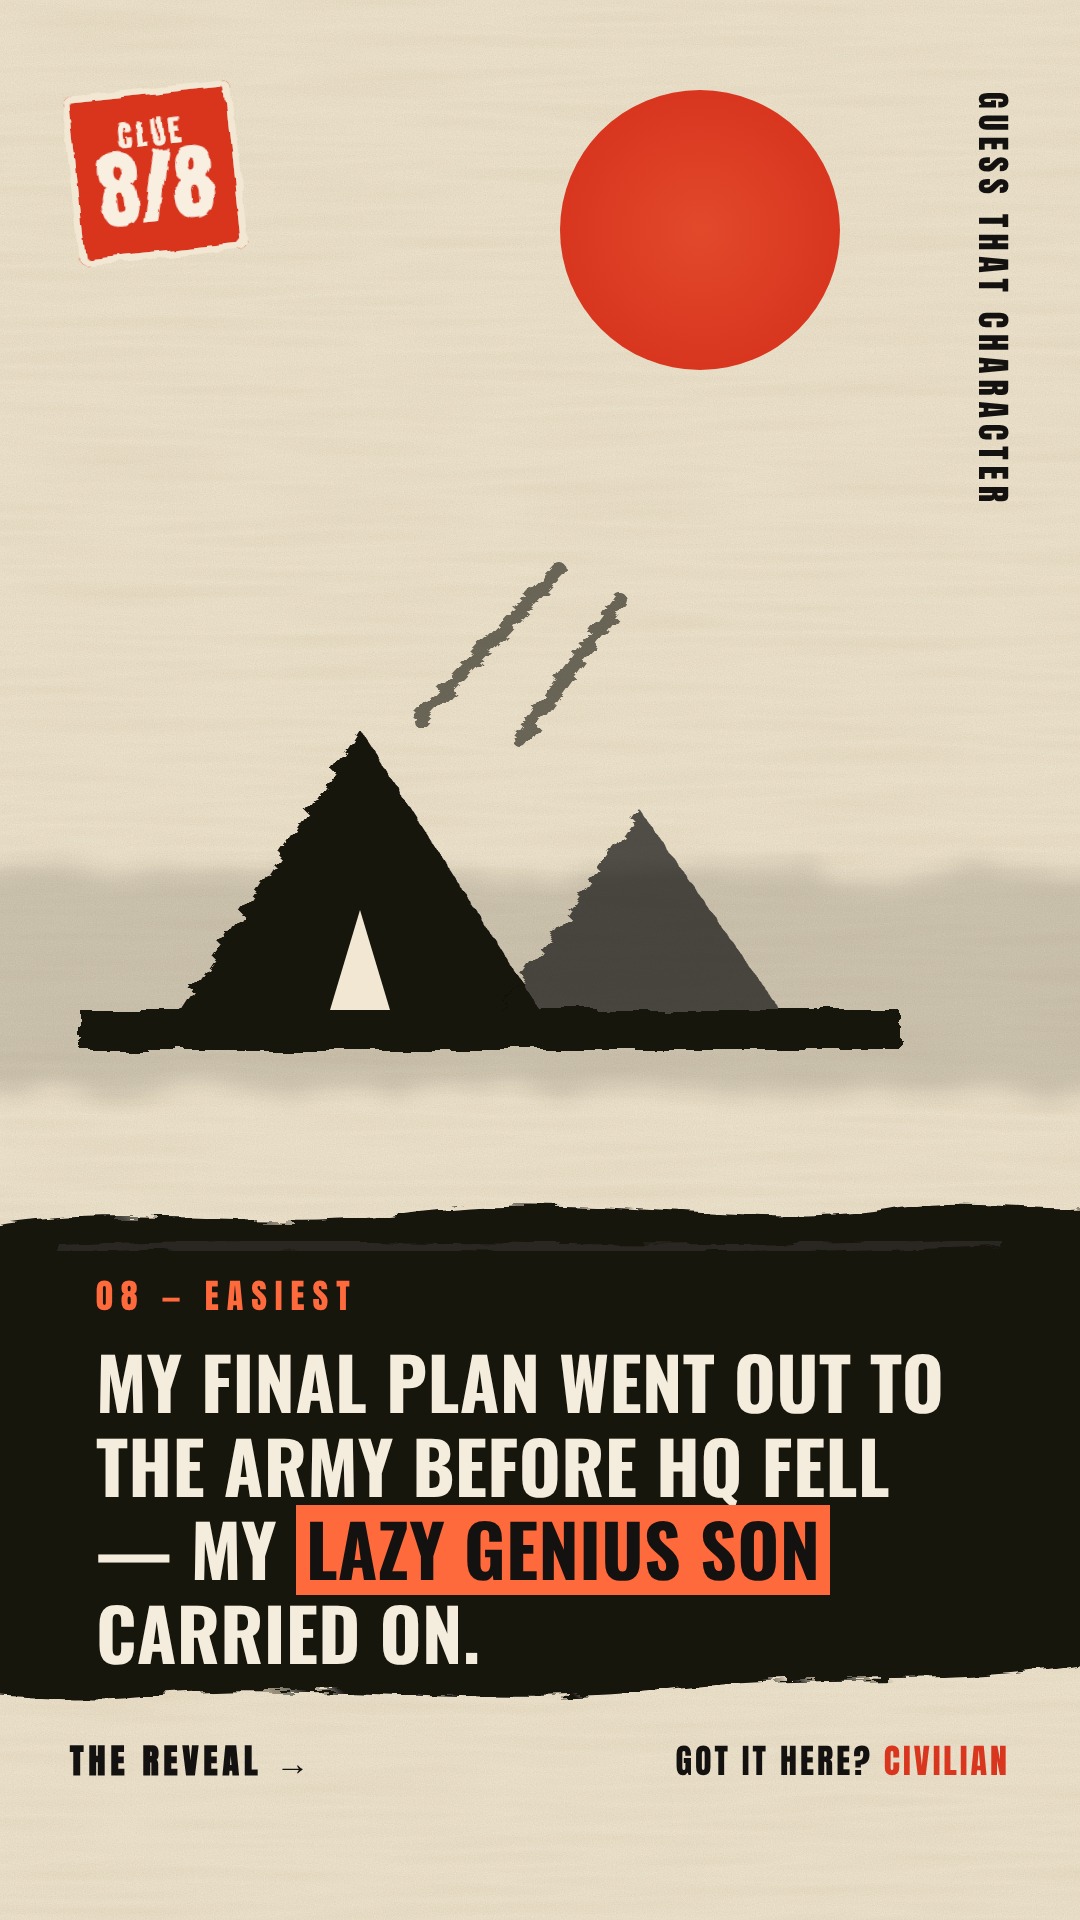 CLUE
8/8
GUESS THAT CHARACTER
08 – EASIEST
MY FINAL PLAN WENT OUT TO
THE ARMY BEFORE HQ FELL
— MY LAZY GENIUS SON
CARRIED ON.
THE REVEAL →
GOT IT HERE? CIVILIAN